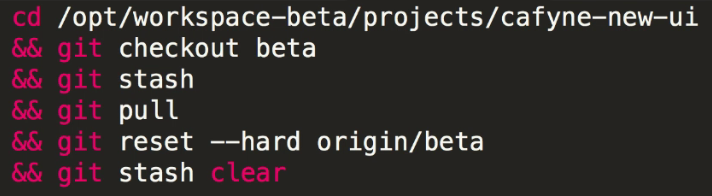 cd /opt/workspace-beta/projects/cafyne-new-ui
&& git checkout beta
&& git stash
&& git pull
&& git reset --hard origin/beta
&& git stash clear